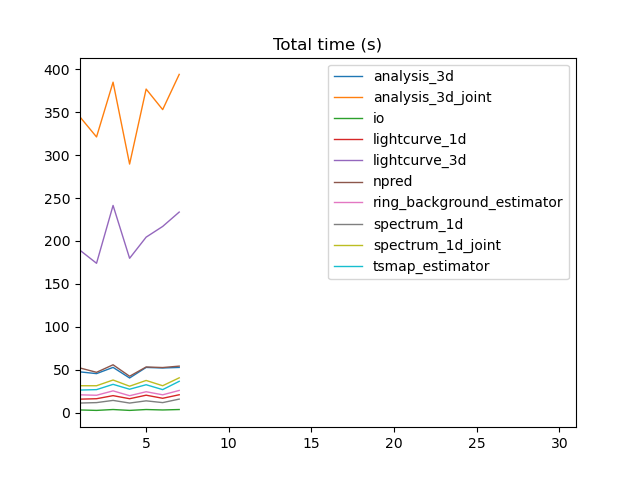 Total time (s)
400
350
300
250
200
150
100
50
0
analysis_3d
analysis_3d_joint
io
lightcurve_1d
lightcurve_3d
npred
ring_background_estimator
spectrum_1d
spectrum_1d_joint
tsmap_estimator
5 10 15 20 25 30